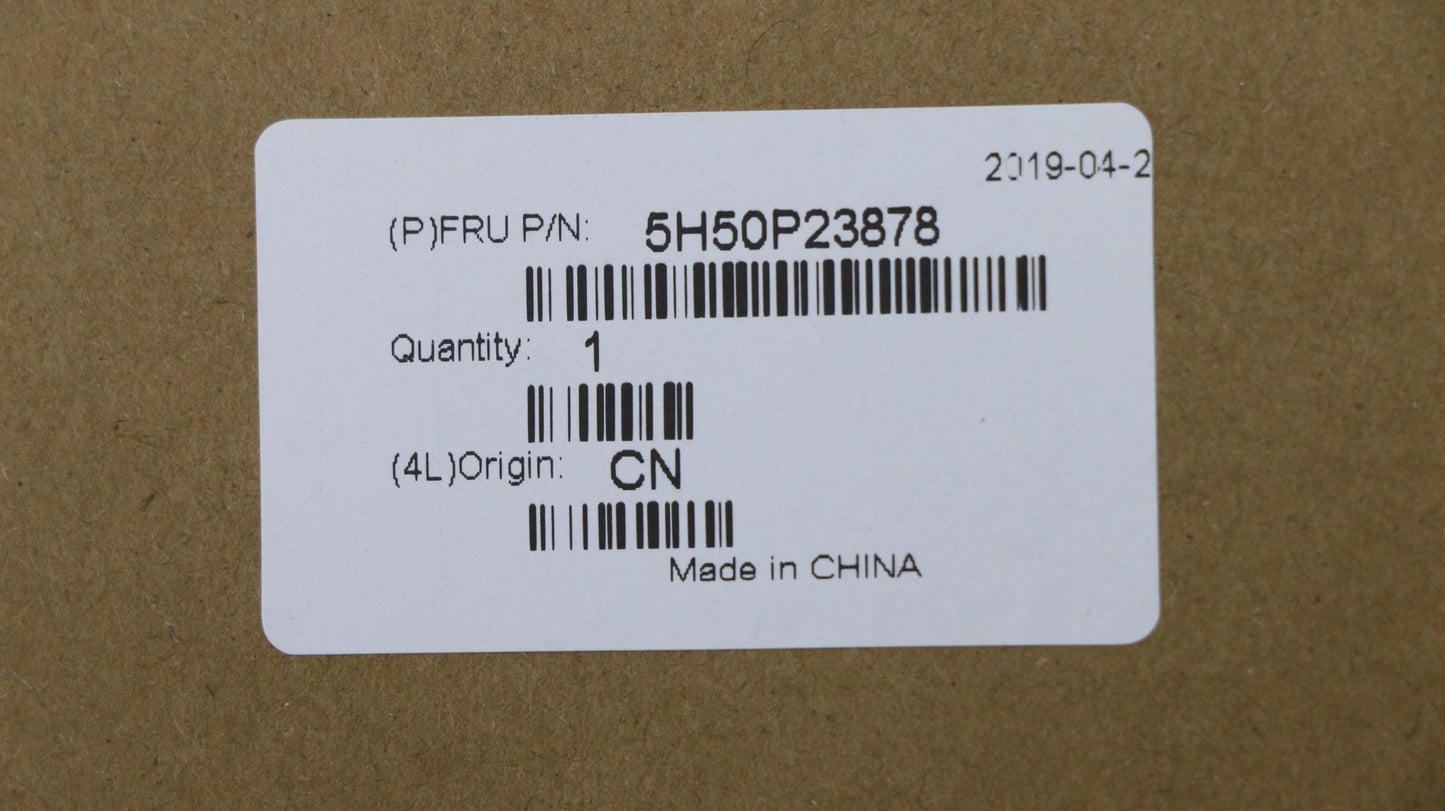 2019-04-2
(P)FRU P/N: 5H50P23878
Quantity: 1
(4L)Origin: CN
Made in CHINA